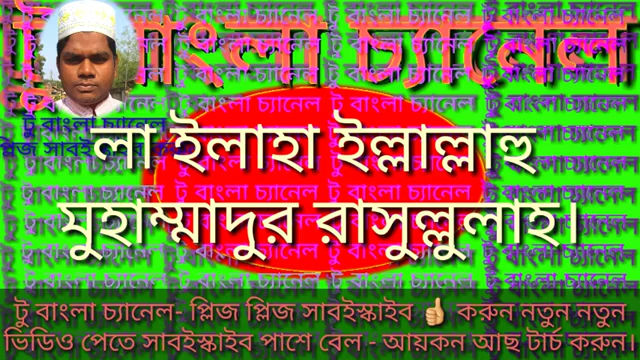 টু বাংলা চ্যানেল
টু বাংলা চ্যানেল
লা ইলাহা ইল্লাল্লাহু
মুহাম্মাদুর রাসুল্লুলাহ।
টু বাংলা চ্যানেল- প্লিজ প্লিজ সাবইস্কাইব 👍 করুন নতুন নতুন
ভিডিও পেতে সাবইস্কাইব পাশে বেল - আয়কন আছ টার্চ করুন।